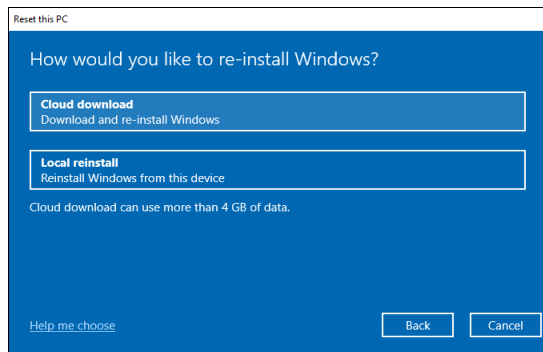 Reset this PC
How would you like to re-install Windows?
Cloud download
Download and re-install Windows
Local reinstall
Reinstall Windows from this device
Cloud download can use more than 4 GB of data.
Help me choose
Back
Cancel